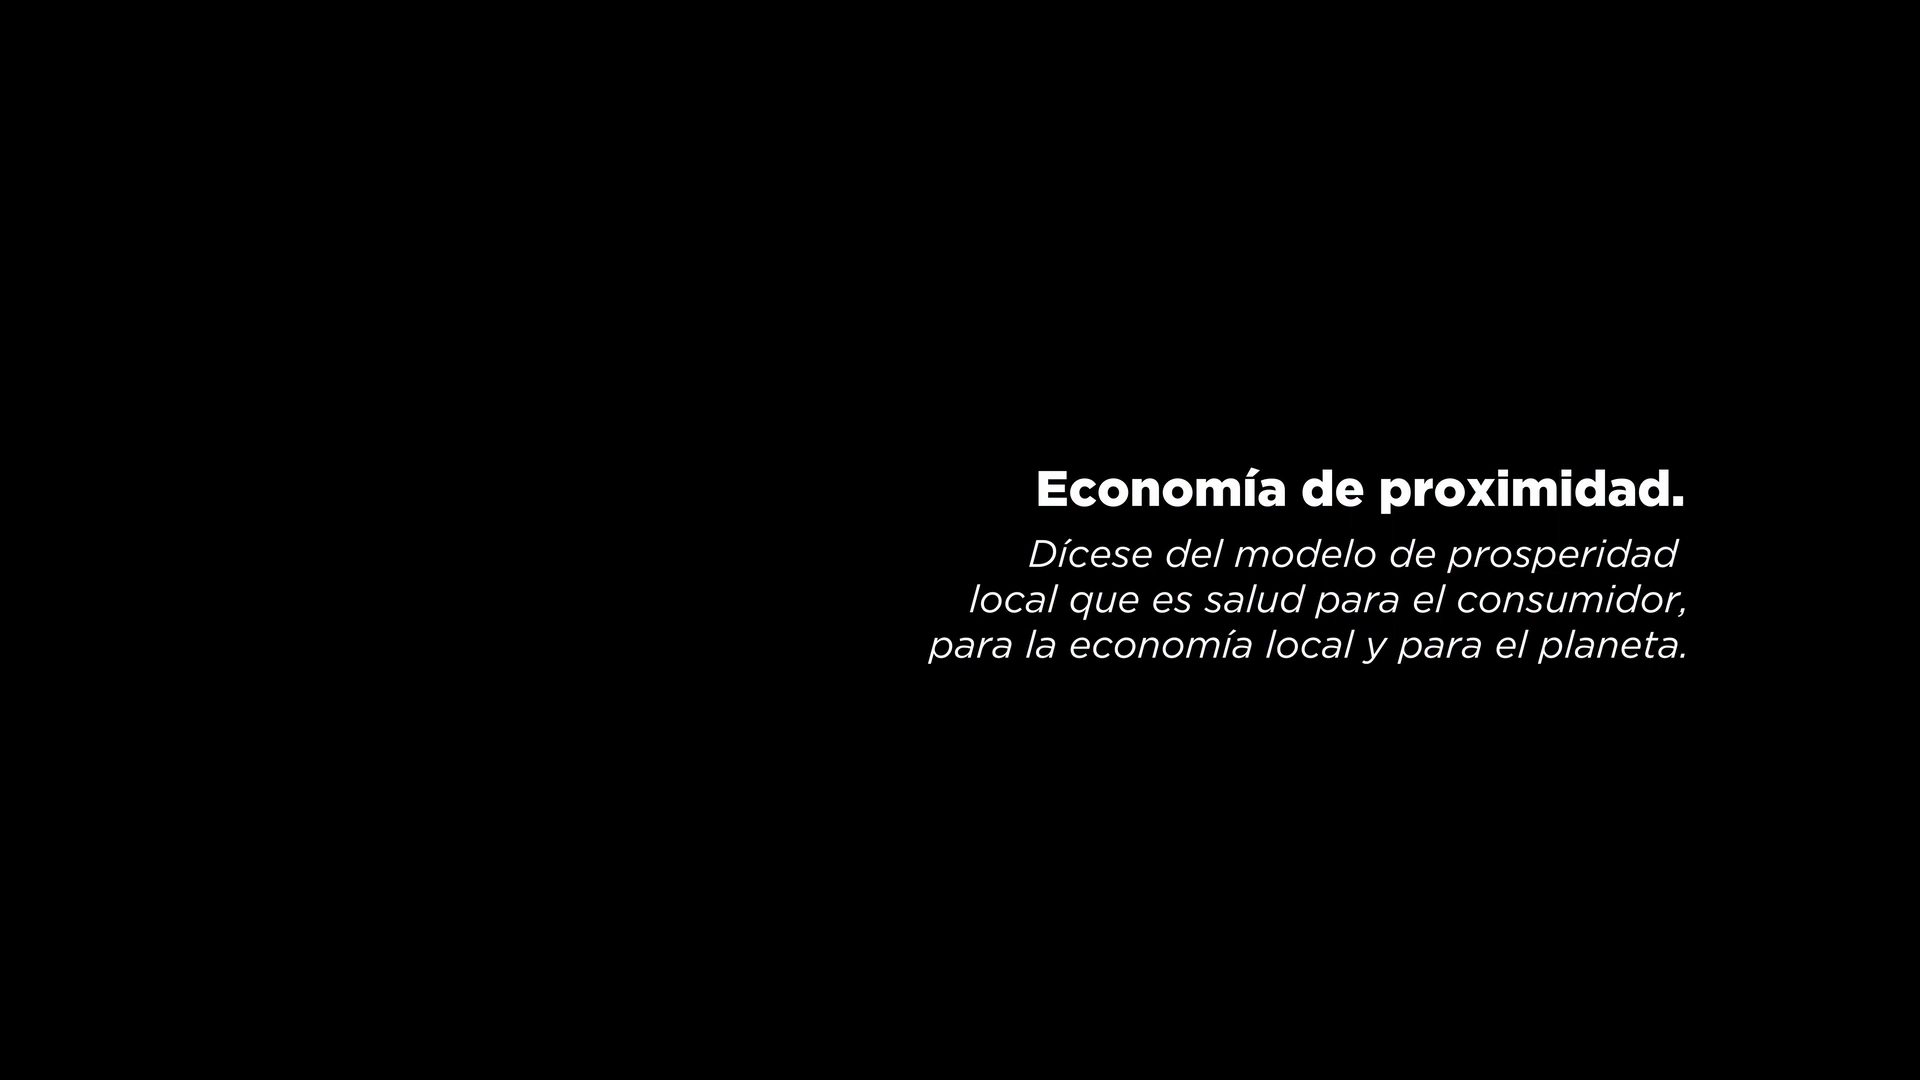 Economía de proximidad.
Dícese del modelo de prosperidad
local que es salud para el consumidor,
para la economía local y para el planeta.